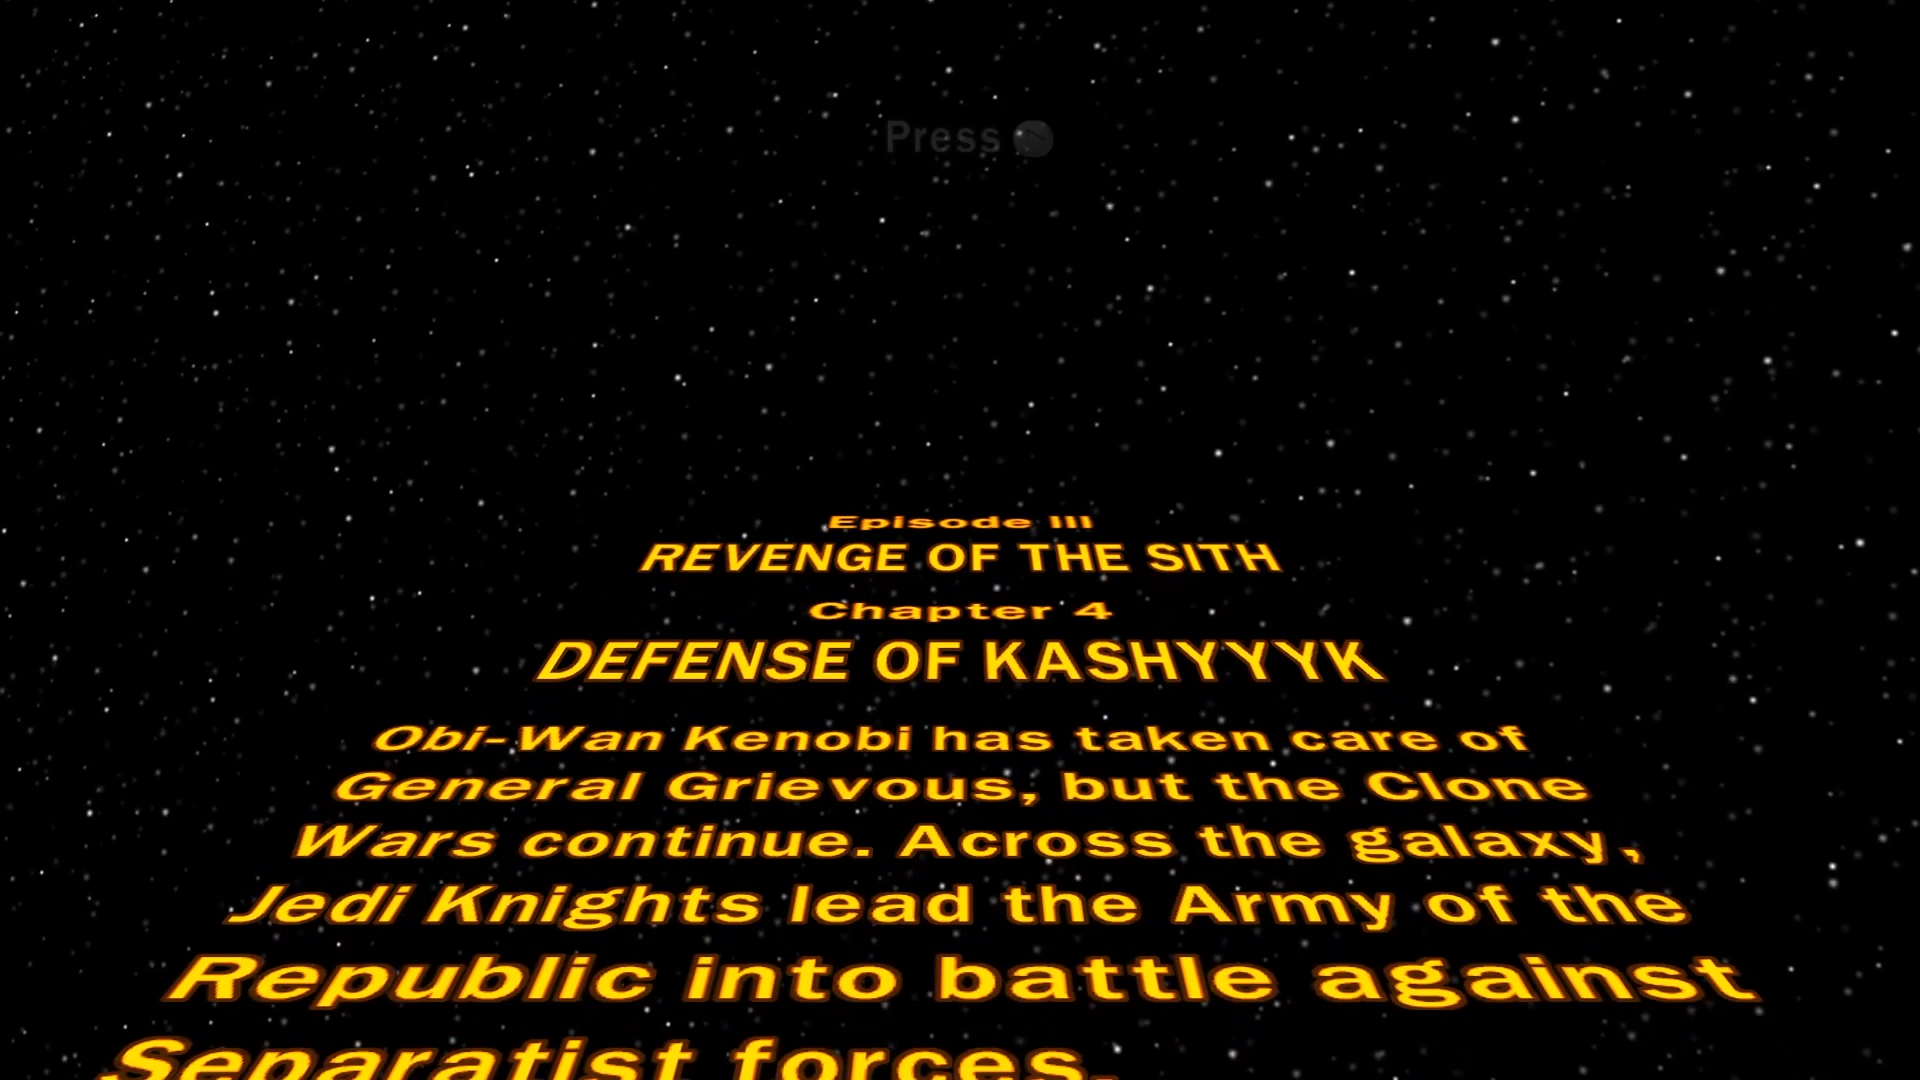 Press
Episode III
REVENGE OF THE SITH
Chapter 4
DEFENSE OF KASHYYYK
Obi-Wan Kenobi has taken care of
General Grievous, but the Clone
Wars continue. Across the galaxy,
Jedi Knights lead the Army of the
Republic into battle against
Separatist forces.